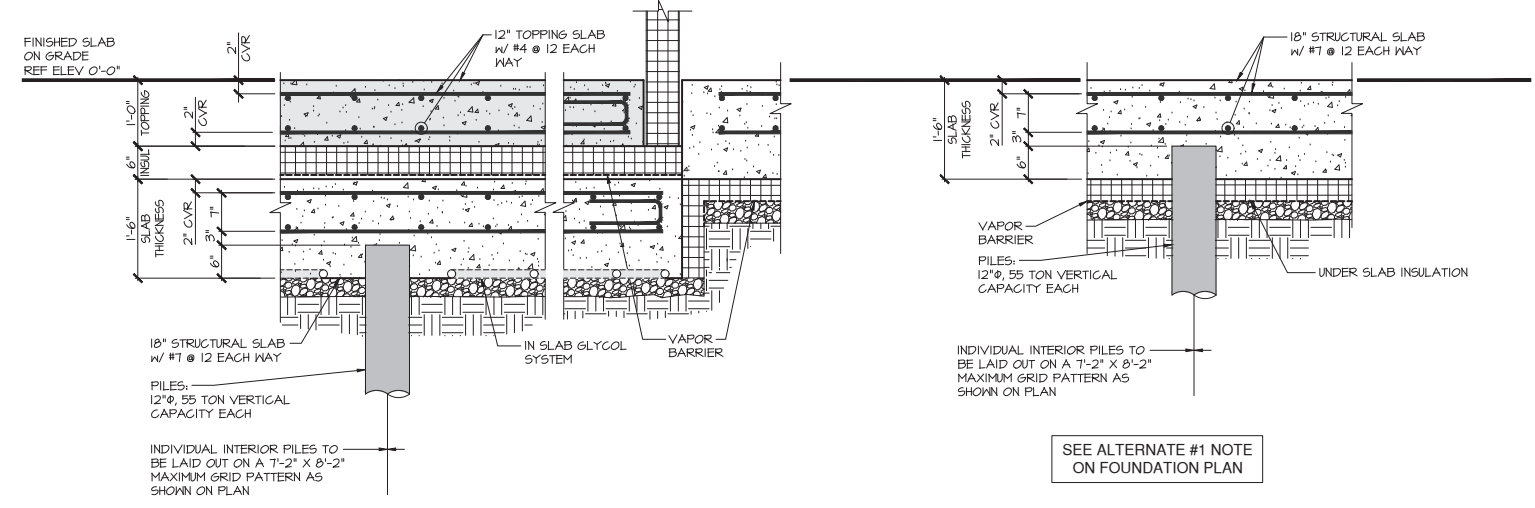 FINISHED SLAB
ON GRADE
REF ELEV 0'-0"
2"
CVR
12" TOPPING SLAB
w/ #4 @ 12 EACH
WAY
1'-0"
TOPPING
2"
CVR
6"
INSUL
1'-6"
SLAB
THICKNESS
2" CVR
7"
3"
6"
18" STRUCTURAL SLAB
w/ #7 @ 12 EACH WAY
PILES:
12"Φ, 55 TON VERTICAL
CAPACITY EACH
IN SLAB GLYCOL
SYSTEM
VAPOR
BARRIER
INDIVIDUAL INTERIOR PILES TO
BE LAID OUT ON A 7'-2" X 8'-2"
MAXIMUM GRID PATTERN AS
SHOWN ON PLAN
18" STRUCTURAL SLAB
w/ #7 @ 12 EACH WAY
1'-6"
SLAB
THICKNESS
2" CVR
7"
3"
6"
VAPOR
BARRIER
PILES:
12"Φ, 55 TON VERTICAL
CAPACITY EACH
UNDER SLAB INSULATION
INDIVIDUAL INTERIOR PILES TO
BE LAID OUT ON A 7'-2" X 8'-2"
MAXIMUM GRID PATTERN AS
SHOWN ON PLAN
SEE ALTERNATE #1 NOTE
ON FOUNDATION PLAN